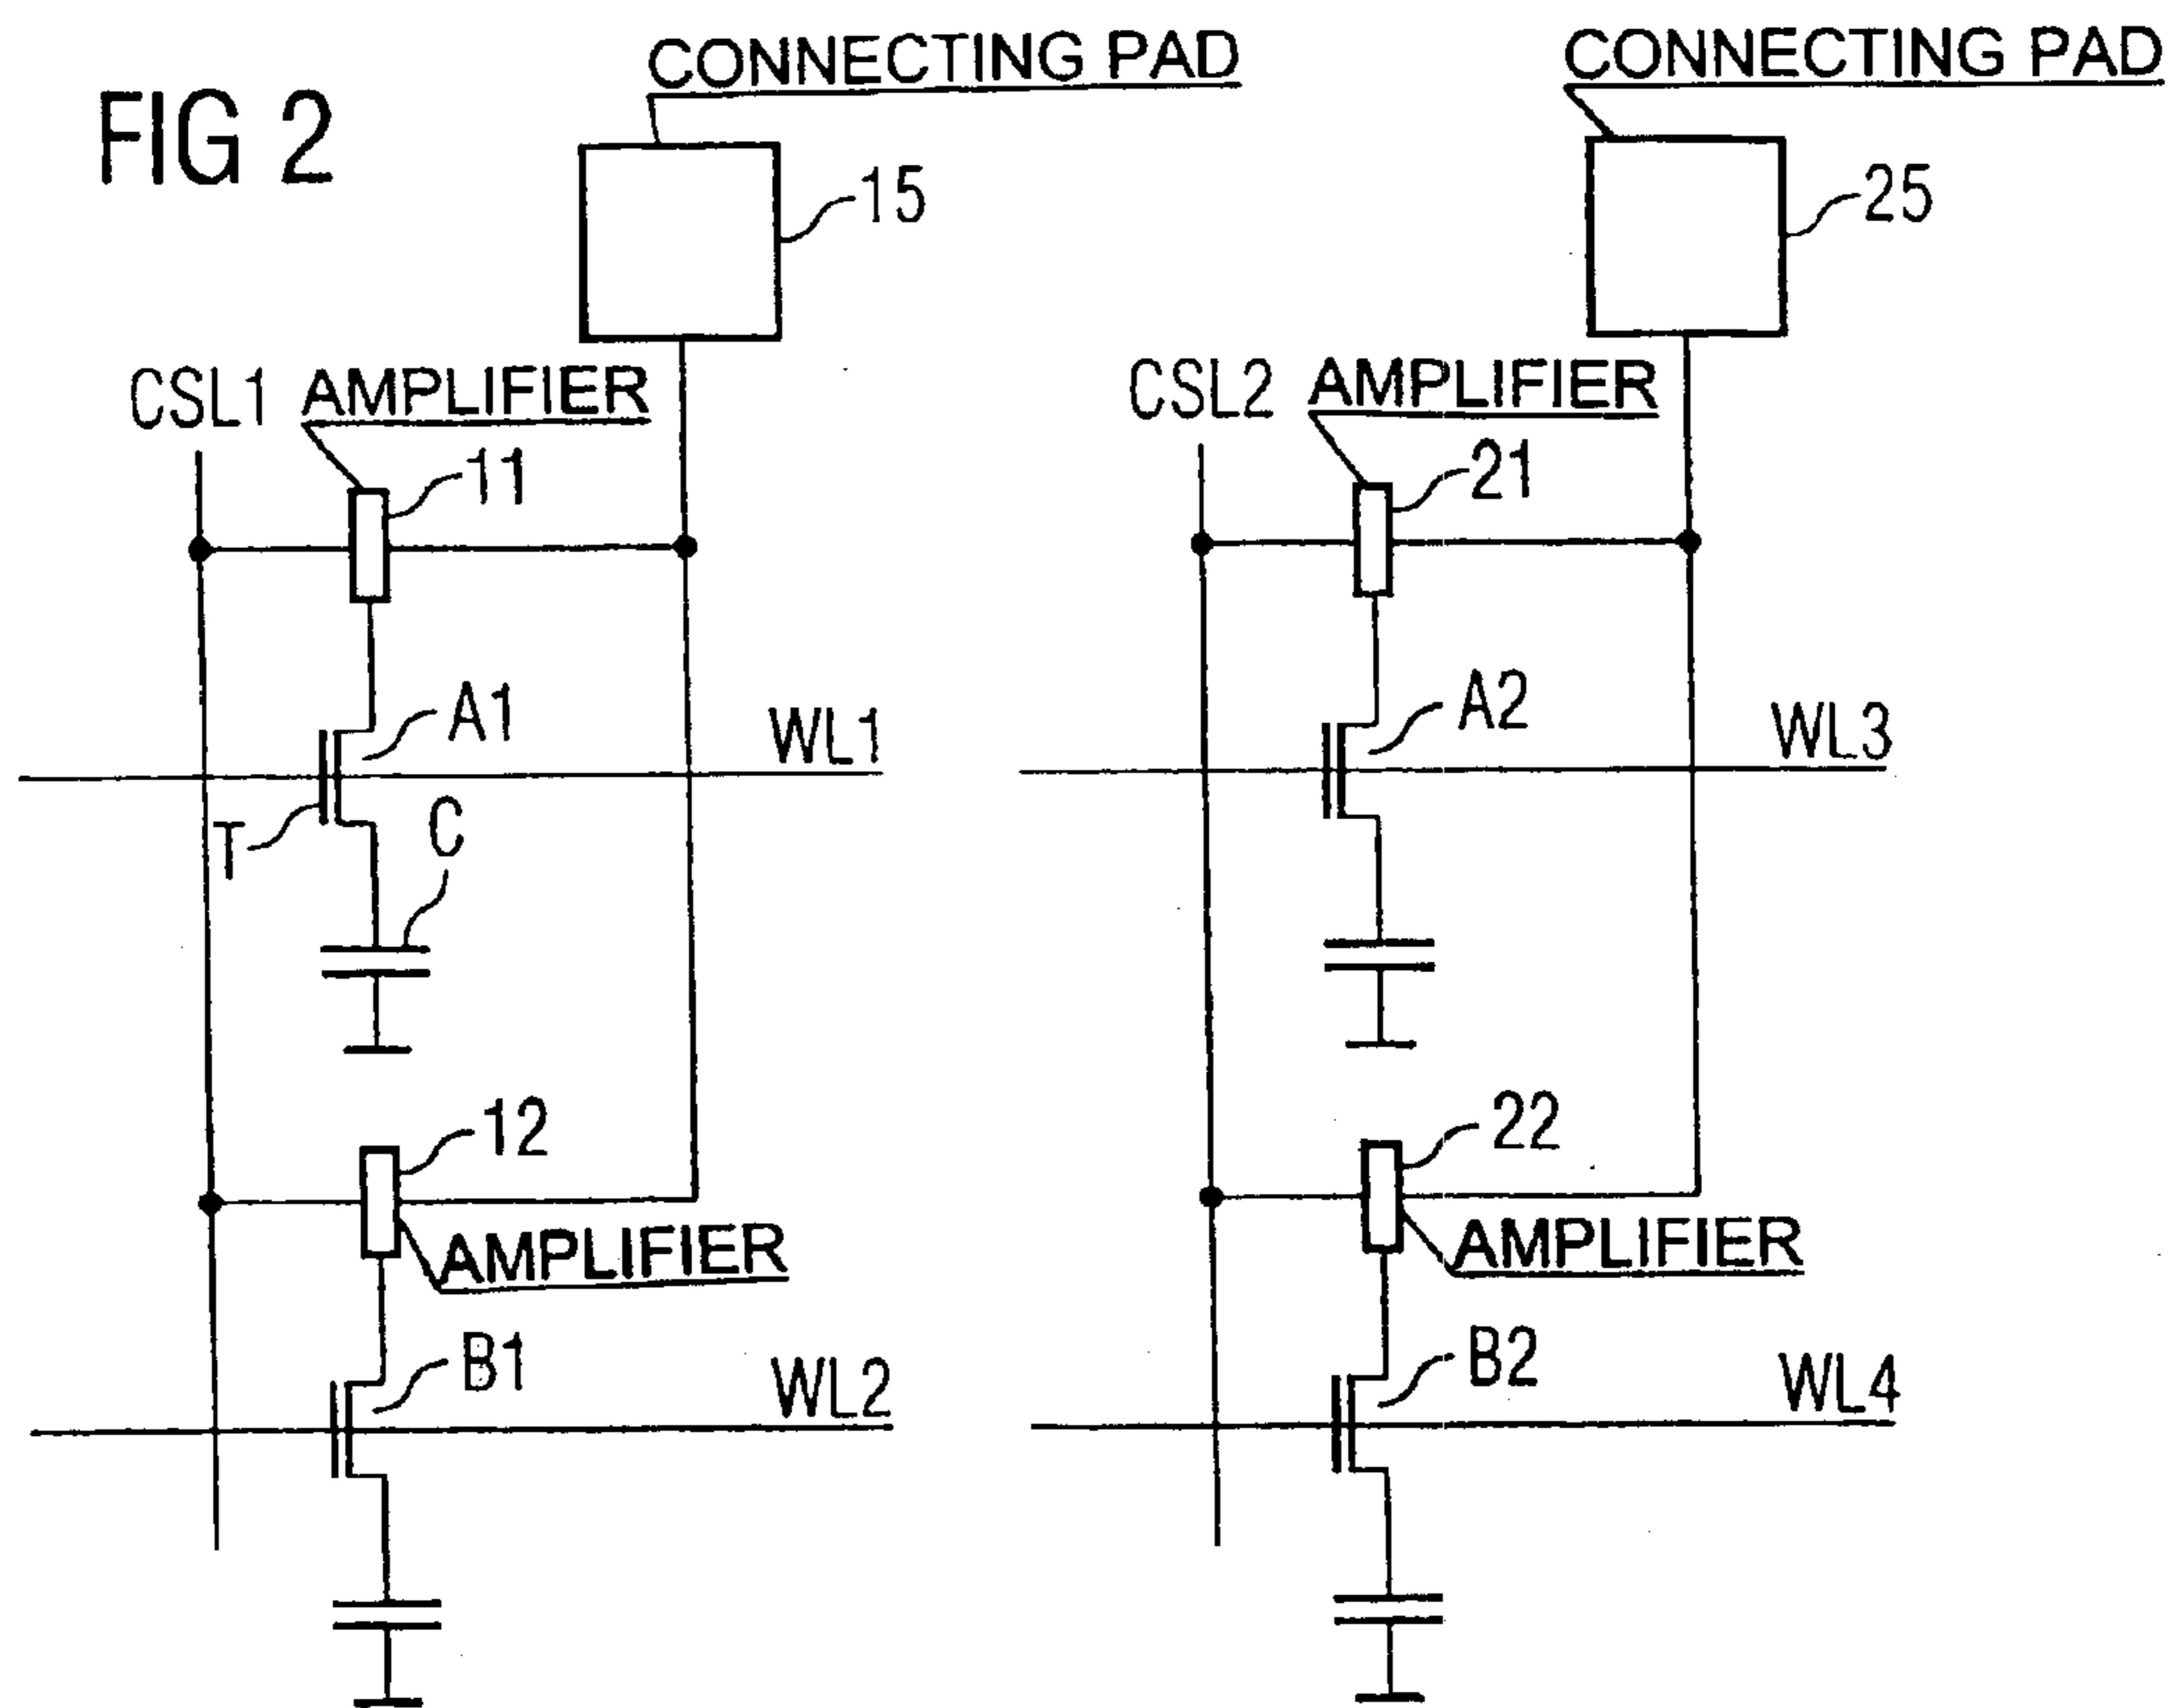 FIG 2
CONNECTING PAD
CONNECTING PAD
15
25
CSL1
AMPLIFIER
CSL2
AMPLIFIER
11
21
A1
WL1
A2
WL3
T
C
12
22
AMPLIFIER
AMPLIFIER
B1
WL2
B2
WL4